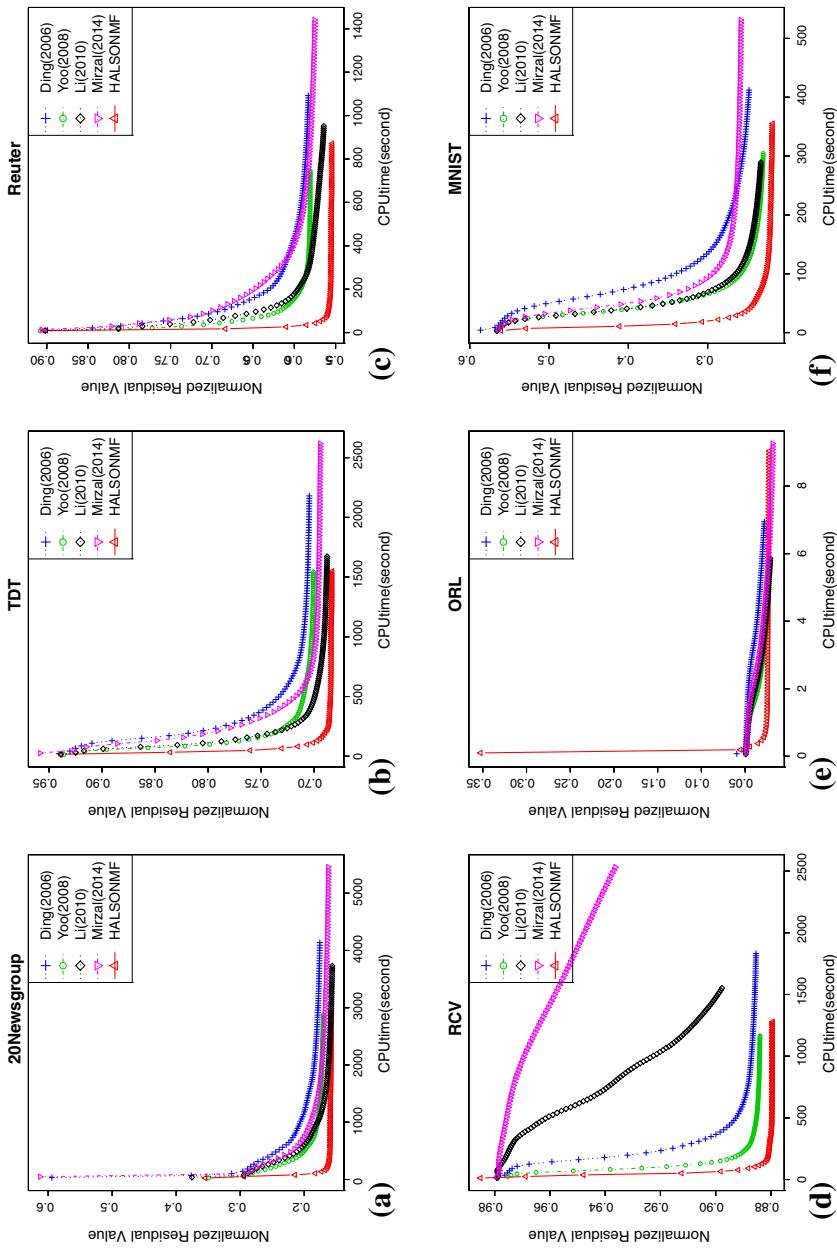 20Newsgroup
Normalized Residual Value
0.6
0.5
0.4
0.3
0.2
Ding(2006)
Yoo(2008)
Li(2010)
Mirzal(2014)
HALSONMF
0 1000 2000 3000 4000 5000
CPUtime(second)
(a)
TDT
Normalized Residual Value
0.95
0.90
0.85
0.80
0.75
0.70
Ding(2006)
Yoo(2008)
Li(2010)
Mirzal(2014)
HALSONMF
0 500 1000 1500 2000 2500
CPUtime(second)
(b)
Reuter
Normalized Residual Value
0.90
0.85
0.80
0.75
0.70
0.5
Ding(2006)
Yoo(2008)
Li(2010)
Mirzal(2014)
HALSONMF
0 200 400 600 800 1000 1200 1400
CPUtime(second)
(c)
RCV
Normalized Residual Value
0.98
0.96
0.94
0.92
0.90
0.88
Ding(2006)
Yoo(2008)
Li(2010)
Mirzal(2014)
HALSONMF
0 500 1000 1500 2000 2500
CPUtime(second)
(d)
ORL
Normalized Residual Value
0.35
0.30
0.25
0.20
0.15
0.10
0.05
Ding(2006)
Yoo(2008)
Li(2010)
Mirzal(2014)
HALSONMF
0 2 4 6 8
CPUtime(second)
(e)
MNIST
Normalized Residual Value
0.6
0.5
0.4
0.3
Ding(2006)
Yoo(2008)
Li(2010)
Mirzal(2014)
HALSONMF
0 100 200 300 400 500
CPUtime(second)
(f)